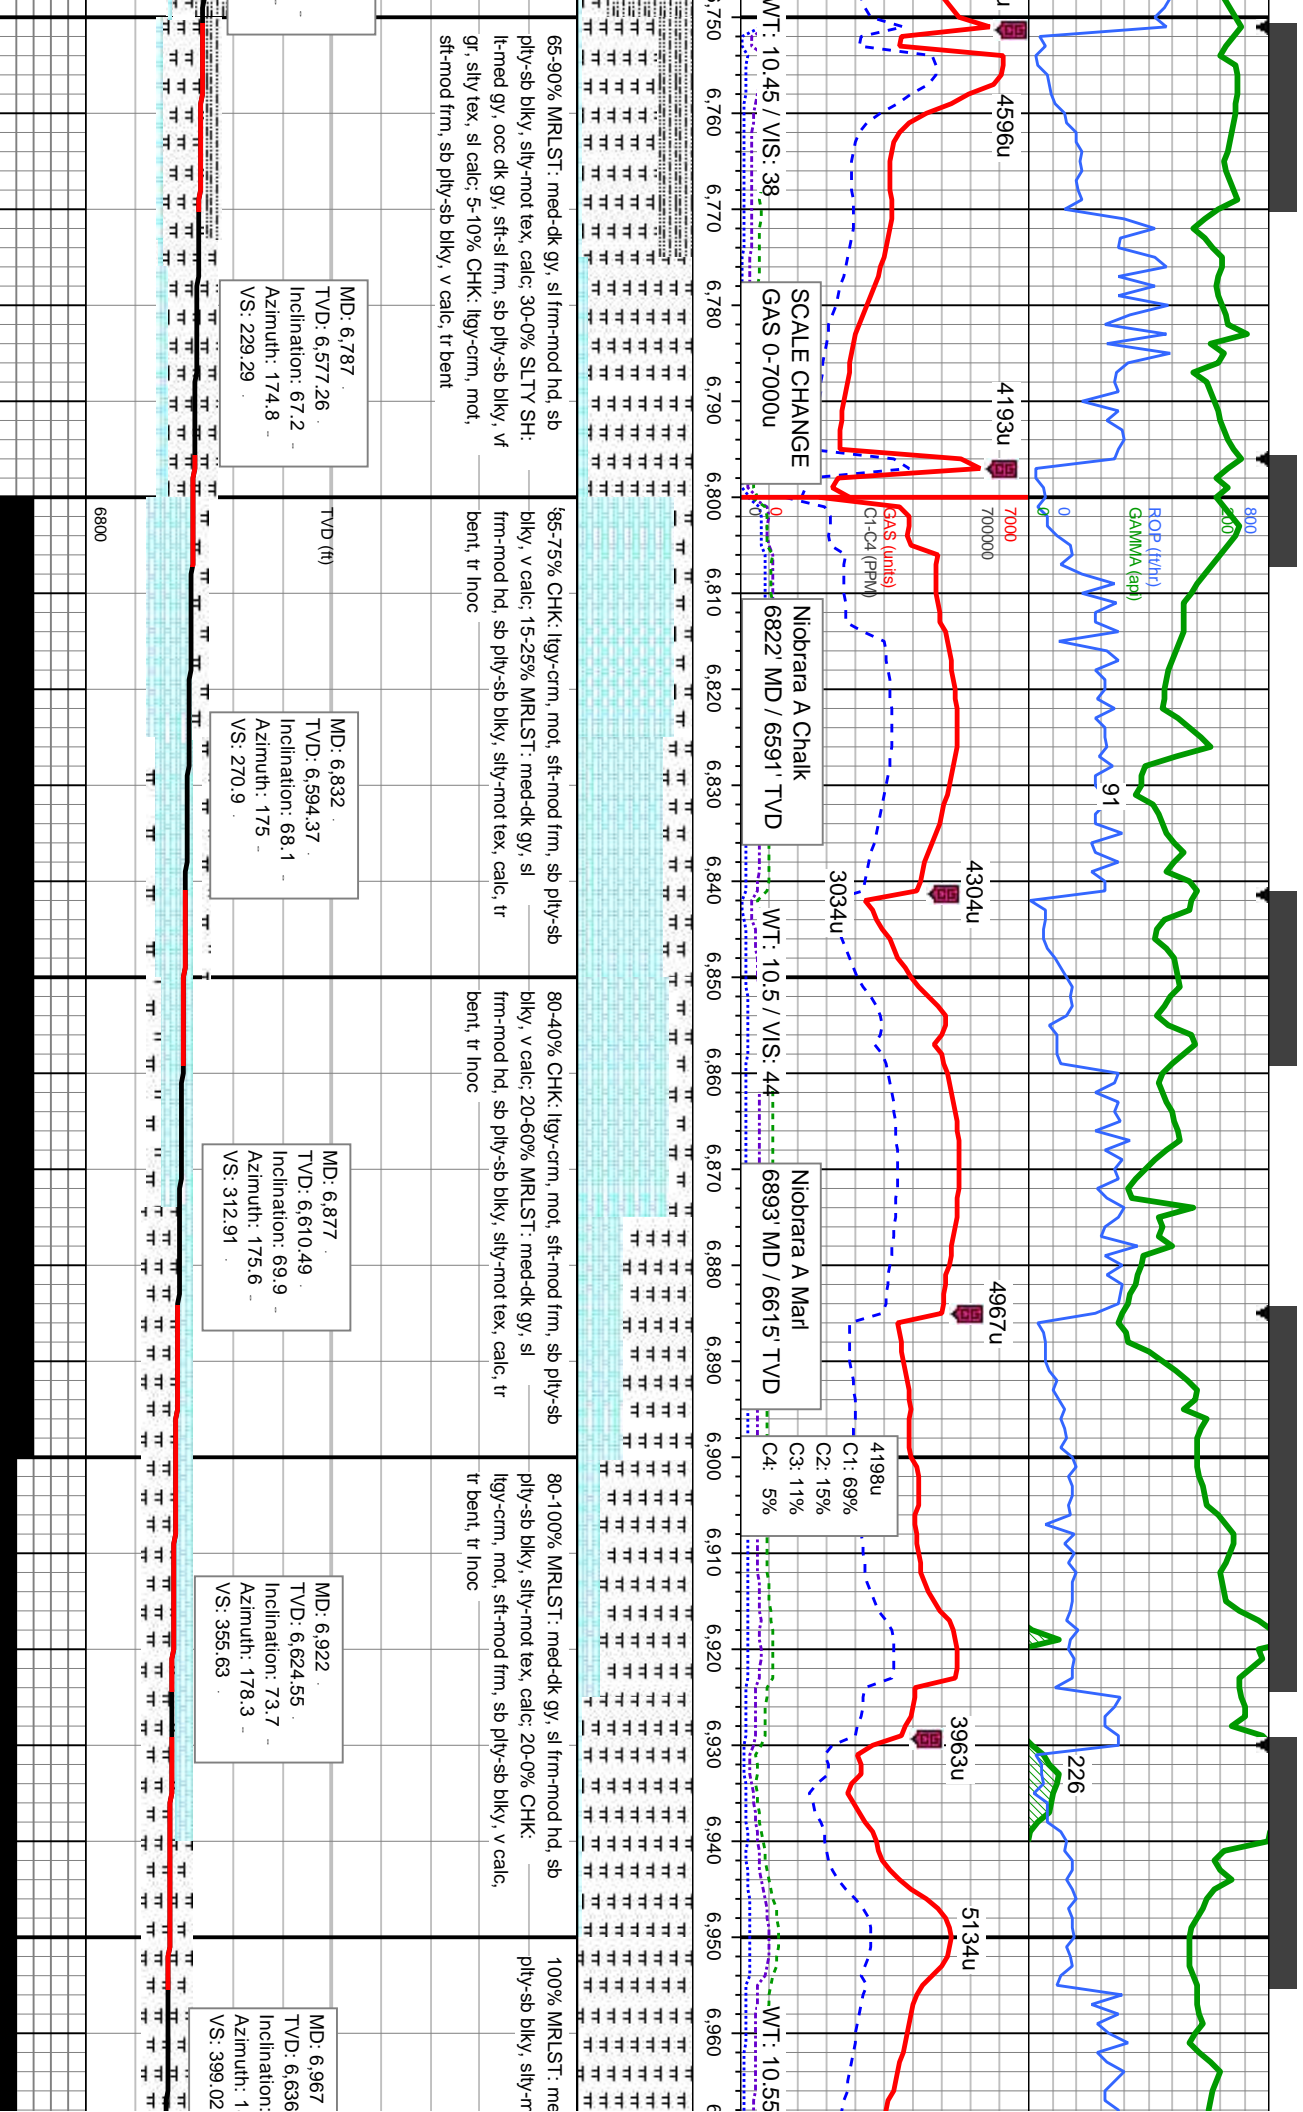 6,750
6,760
6,770
6,780
6,790
6,800
6,810
6,820
6,830
6,840
6,850
6,860
6,870
6,880
6,890
6,900
6,910
6,920
6,930
6,940
6,950
6,960
ROP (ft/hr)
GAMMA (api)
0
800
0
200
91
226
4596u
4193u
4304u
3034u
4967u
3963u
5134u
7000
700000
GAS (units)
C1-C4 (PPM)
0
0
WT: 10.45 / VIS: 38
SCALE CHANGE
GAS 0-7000u
Niobrara A Chalk
6822' MD / 6591' TVD
WT: 10.5 / VIS: 44
Niobrara A Marl
6893' MD / 6615' TVD
4198u
C1: 69%
C2: 15%
C3: 11%
C4: 5%
WT: 10.55
65-90% MRLST: med-dk gy, sl frm-mod hd, sb
plty-sb blky, slty-mot tex, calc; 30-0% SLTY SH:
lt-med gy, occ dk gy, sft-sl frm, sb plty-sb blky, vf
gr, slty tex, sl calc; 5-10% CHK: ltgy-crm, mot,
sft-mod frm, sb plty-sb blky, v calc, tr bent
85-75% CHK: ltgy-crm, mot, sft-mod frm, sb plty-sb
blky, v calc; 15-25% MRLST: med-dk gy, sl
frm-mod hd, sb plty-sb blky, slty-mot tex, calc, tr
bent, tr Inoc
80-40% CHK: ltgy-crm, mot, sft-mod frm, sb plty-sb
blky, v calc; 20-60% MRLST: med-dk gy, sl
frm-mod hd, sb plty-sb blky, slty-mot tex, calc, tr
bent, tr Inoc
80-100% MRLST: med-dk gy, sl frm-mod hd, sb
plty-sb blky, slty-mot tex, calc; 20-0% CHK:
ltgy-crm, mot, sft-mod frm, sb plty-sb blky, v calc,
tr bent, tr Inoc
100% MRLST: me
plty-sb blky, slty-m
MD: 6,787
TVD: 6,577.26
Inclination: 67.2
Azimuth: 174.8
VS: 229.29
TVD (ft)
6800
MD: 6,832
TVD: 6,594.37
Inclination: 68.1
Azimuth: 175
VS: 270.9
MD: 6,877
TVD: 6,610.49
Inclination: 69.9
Azimuth: 175.6
VS: 312.91
MD: 6,922
TVD: 6,624.55
Inclination: 73.7
Azimuth: 178.3
VS: 355.63
MD: 6,967
TVD: 6,636
Inclination:
Azimuth: 1
VS: 399.02